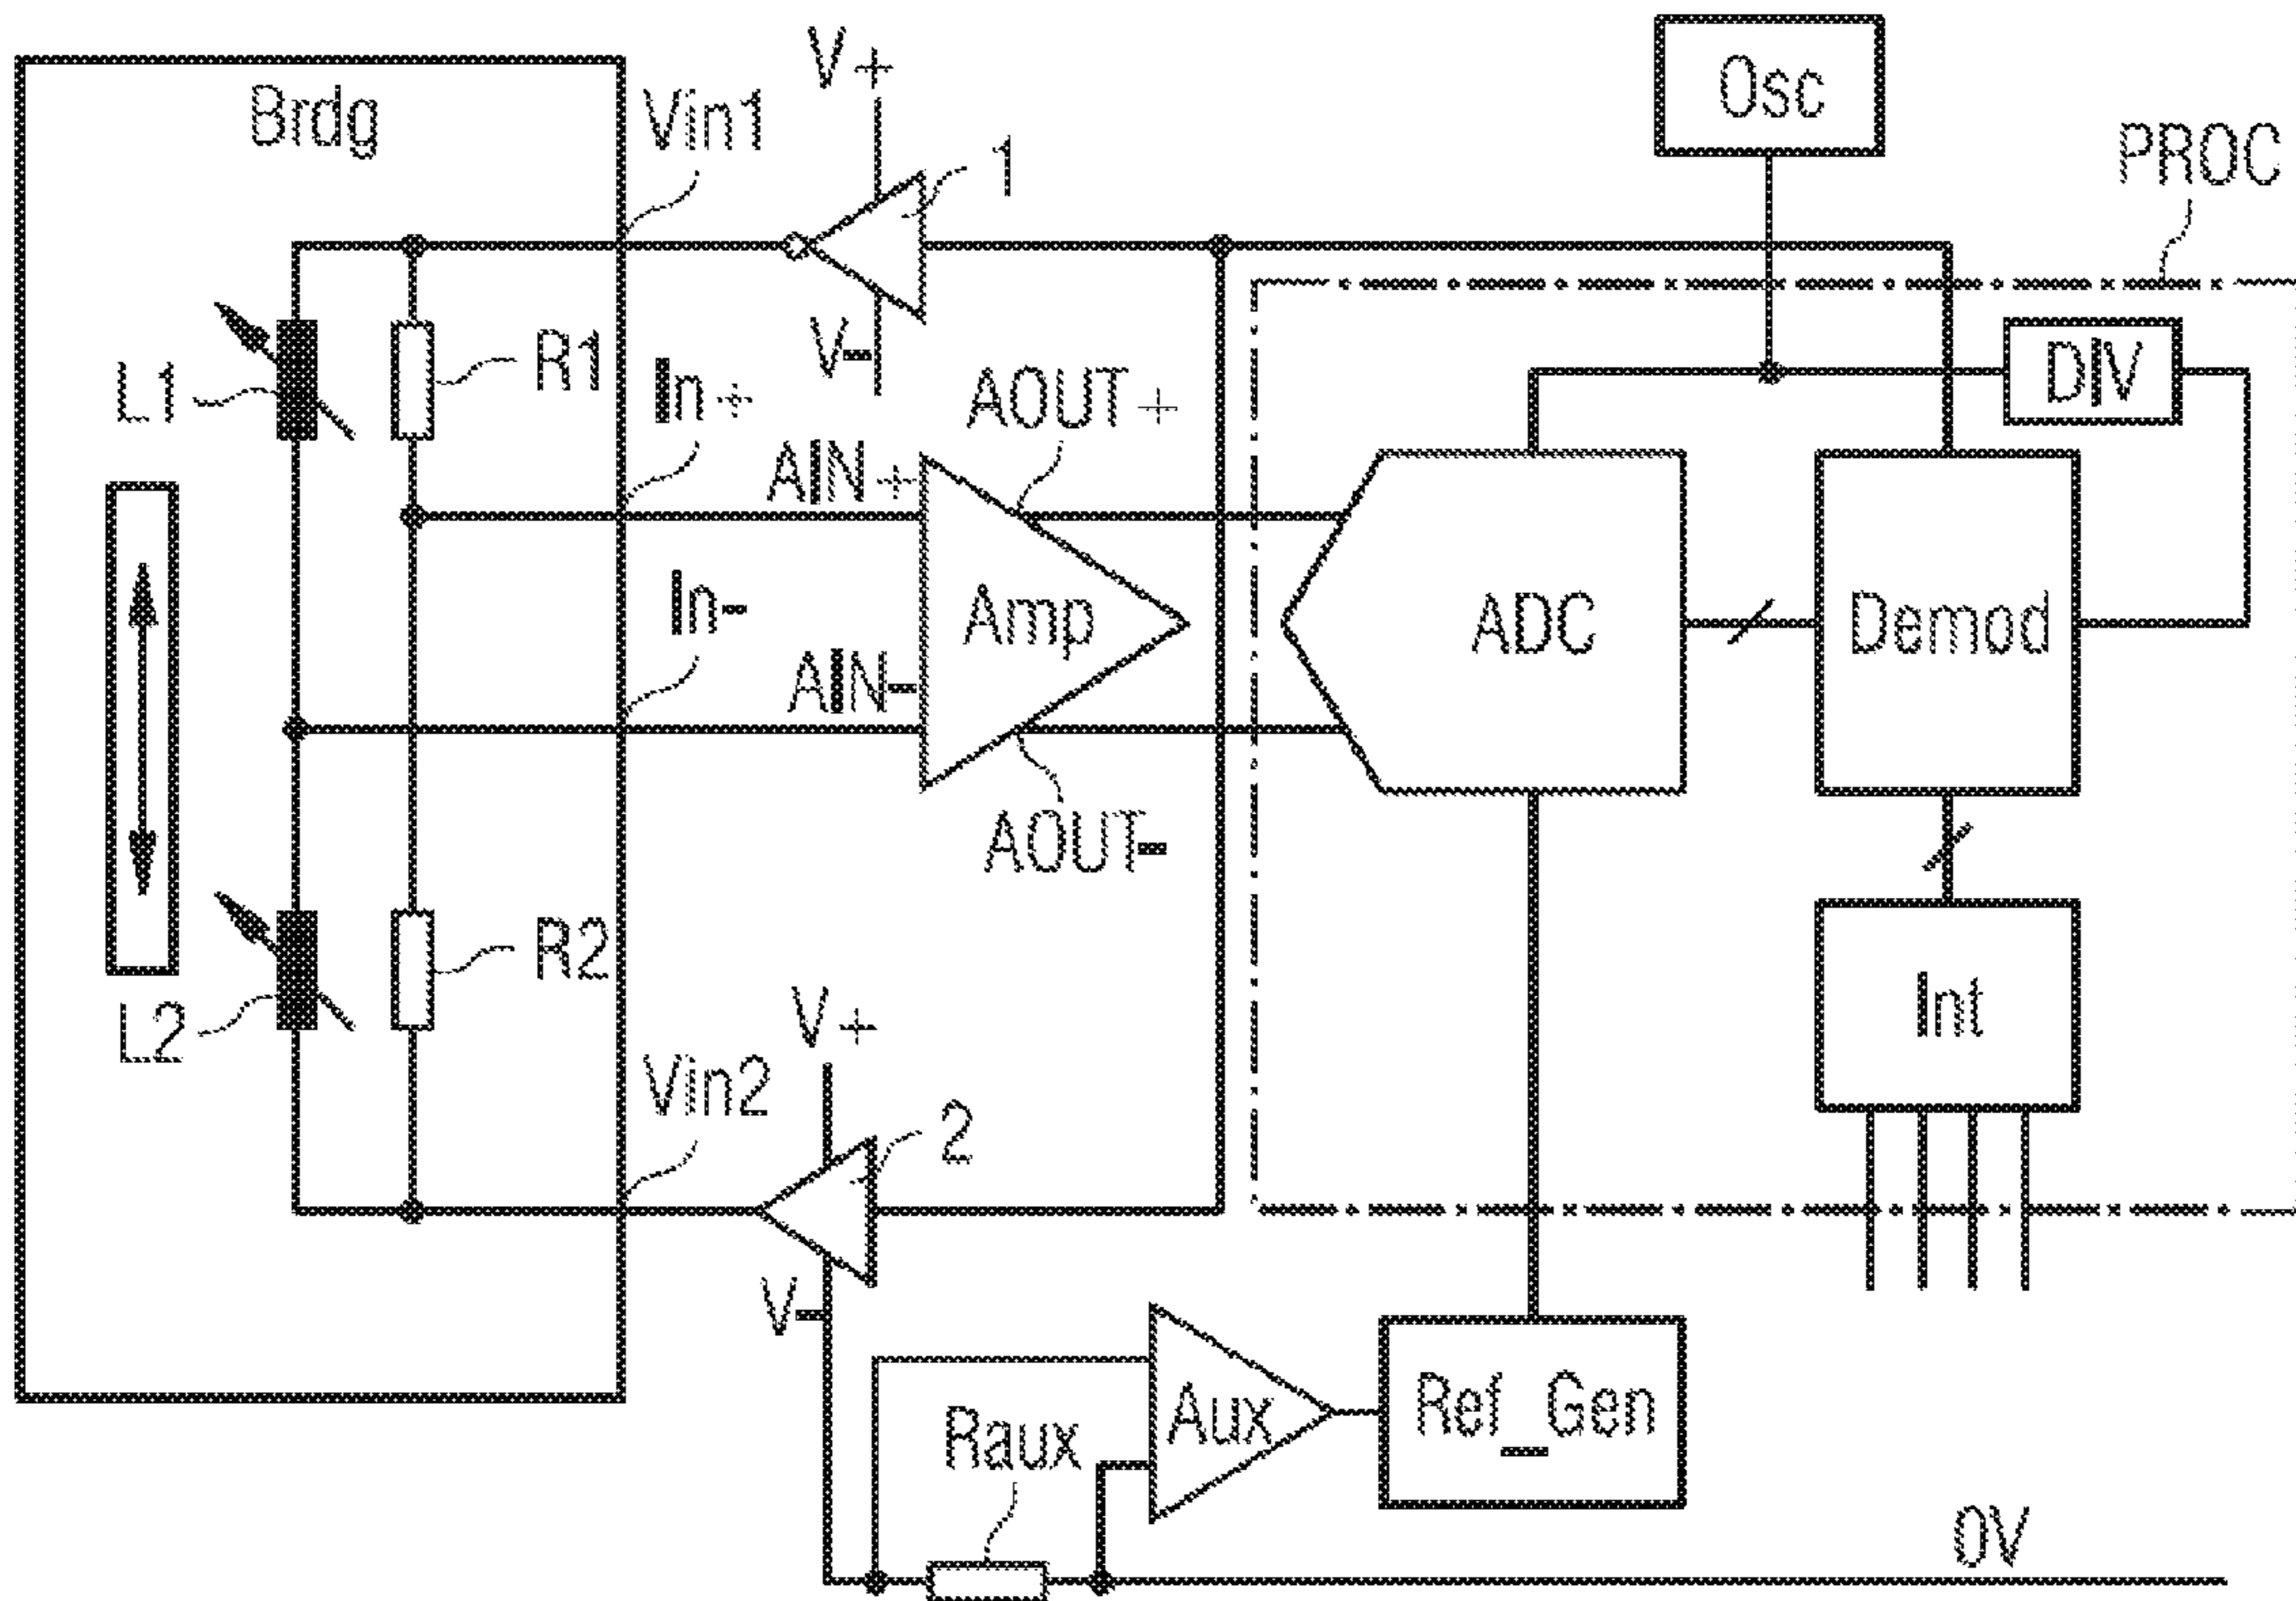 Brdg
V+
Osc
Vin1
1
PROC
V-
DIV
L1
R1
In+
AOUT+
AIN+
In-
Amp
ADC
Demod
AIN-
AOUT-
R2
L2
V+
Int
Vin2
2
V-
Aux
Ref_Gen
Raux
0V